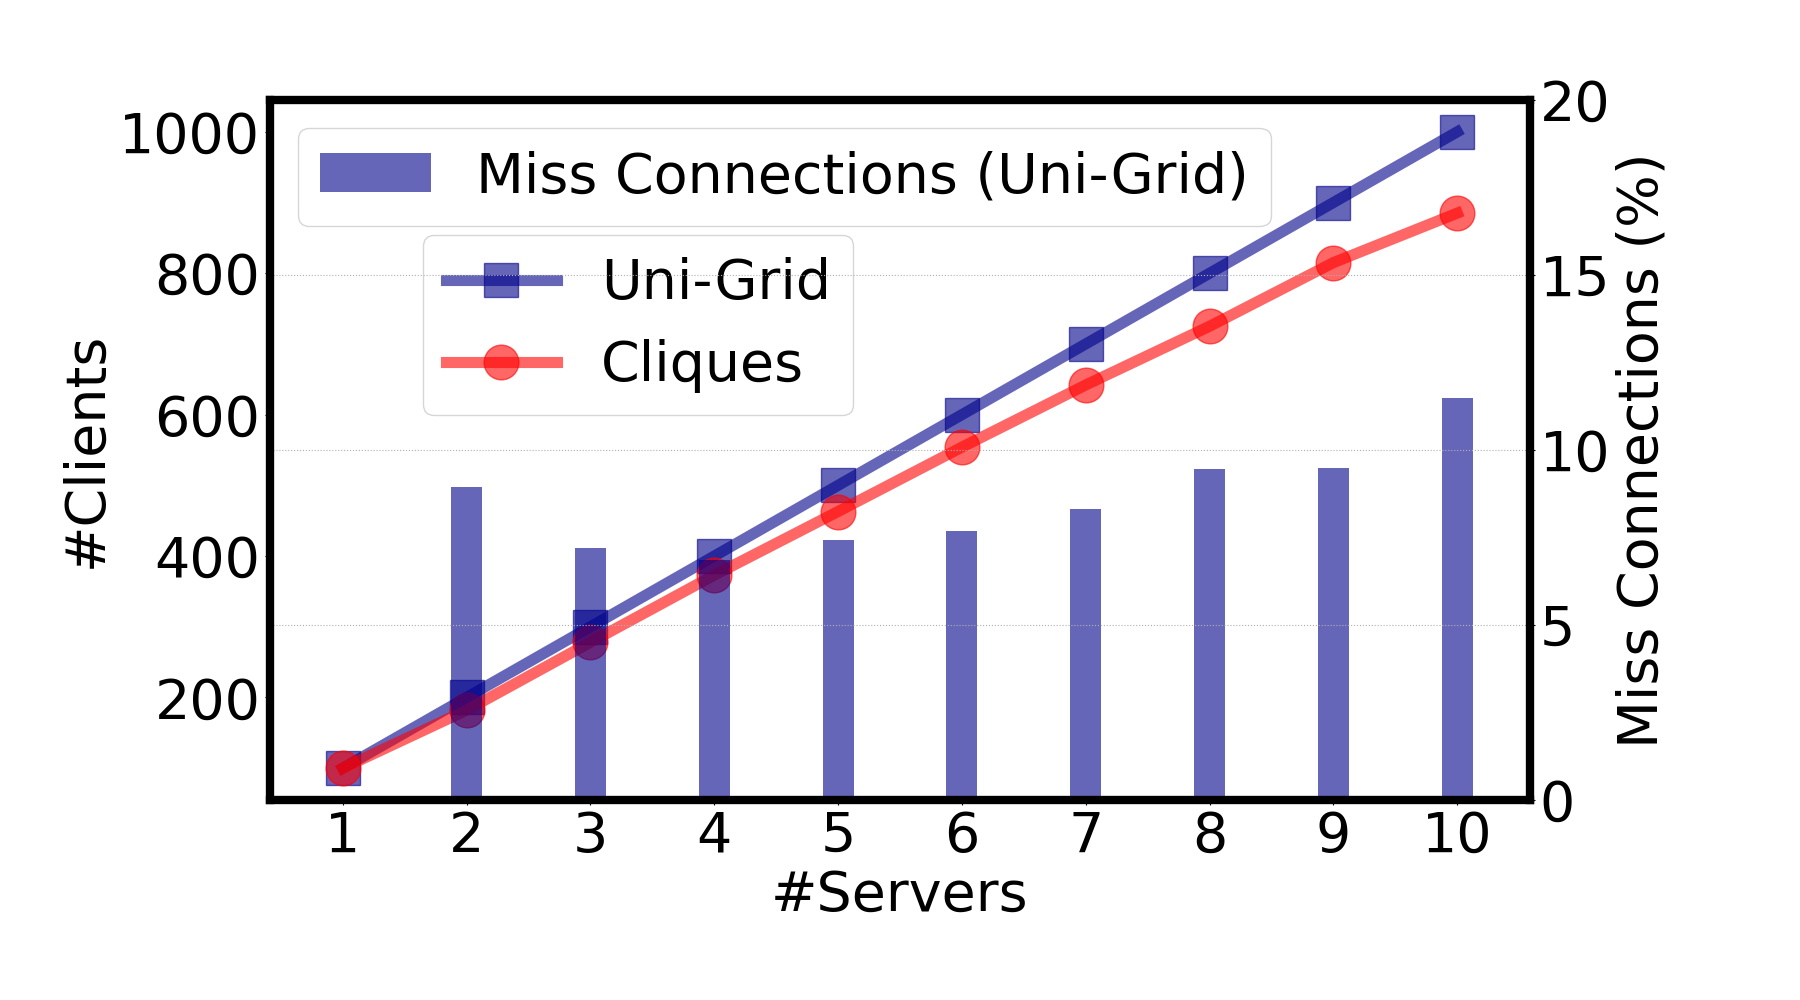 Miss Connections (Uni-Grid)
Uni-Grid
Cliques
#Clients
1000
800
600
400
200
20
15
10
5
0
Miss Connections (%)
1 2 3 4 5 6 7 8 9 10
#Servers